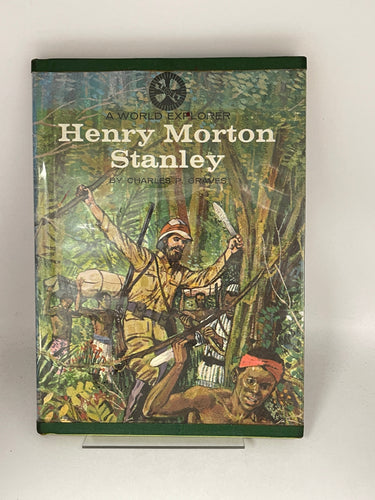 A WORLD EXPLORER
Henry Morton
Stanley
BY CHARLES P. GRAVES